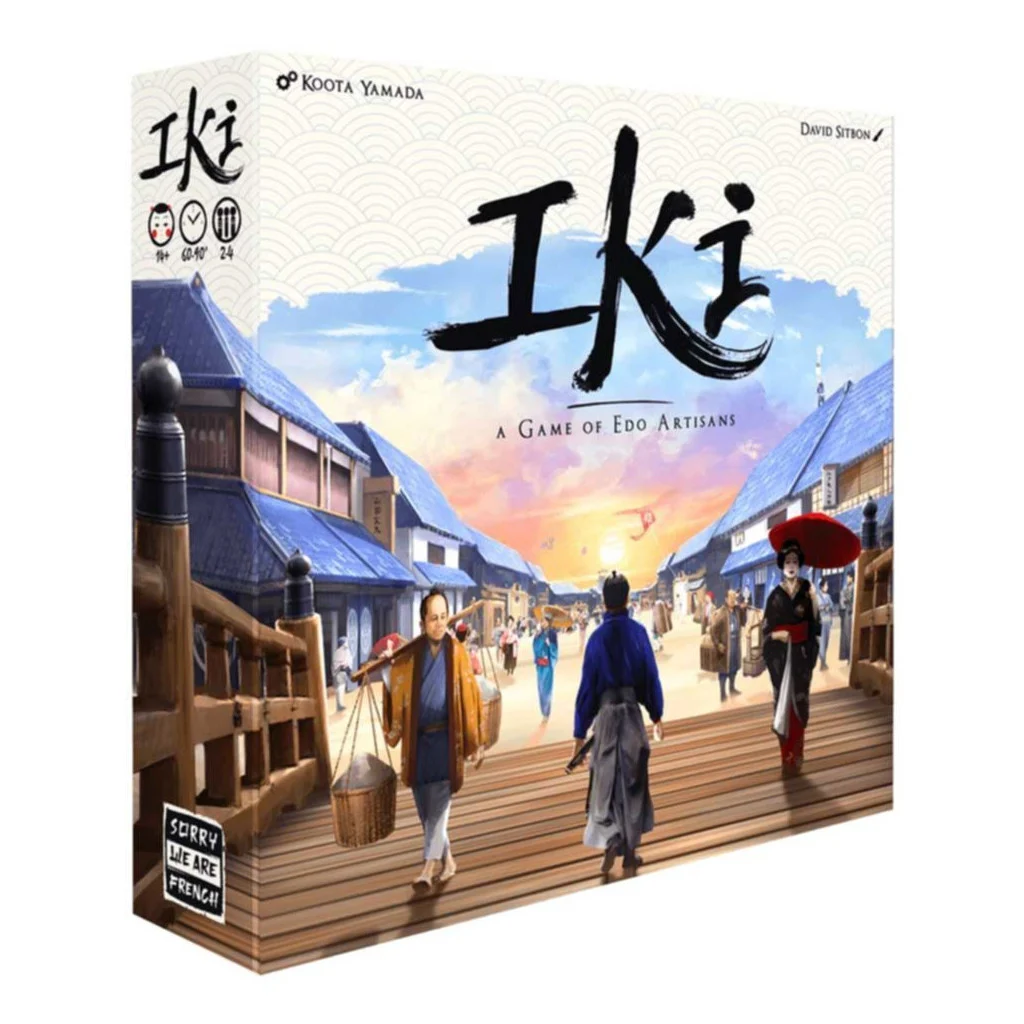 Iki
14+ 60-90' 2-4
SORRY
WE ARE
FRENCH
Koota Yamada
David Sitbon
Iki
A Game of Edo Artisans